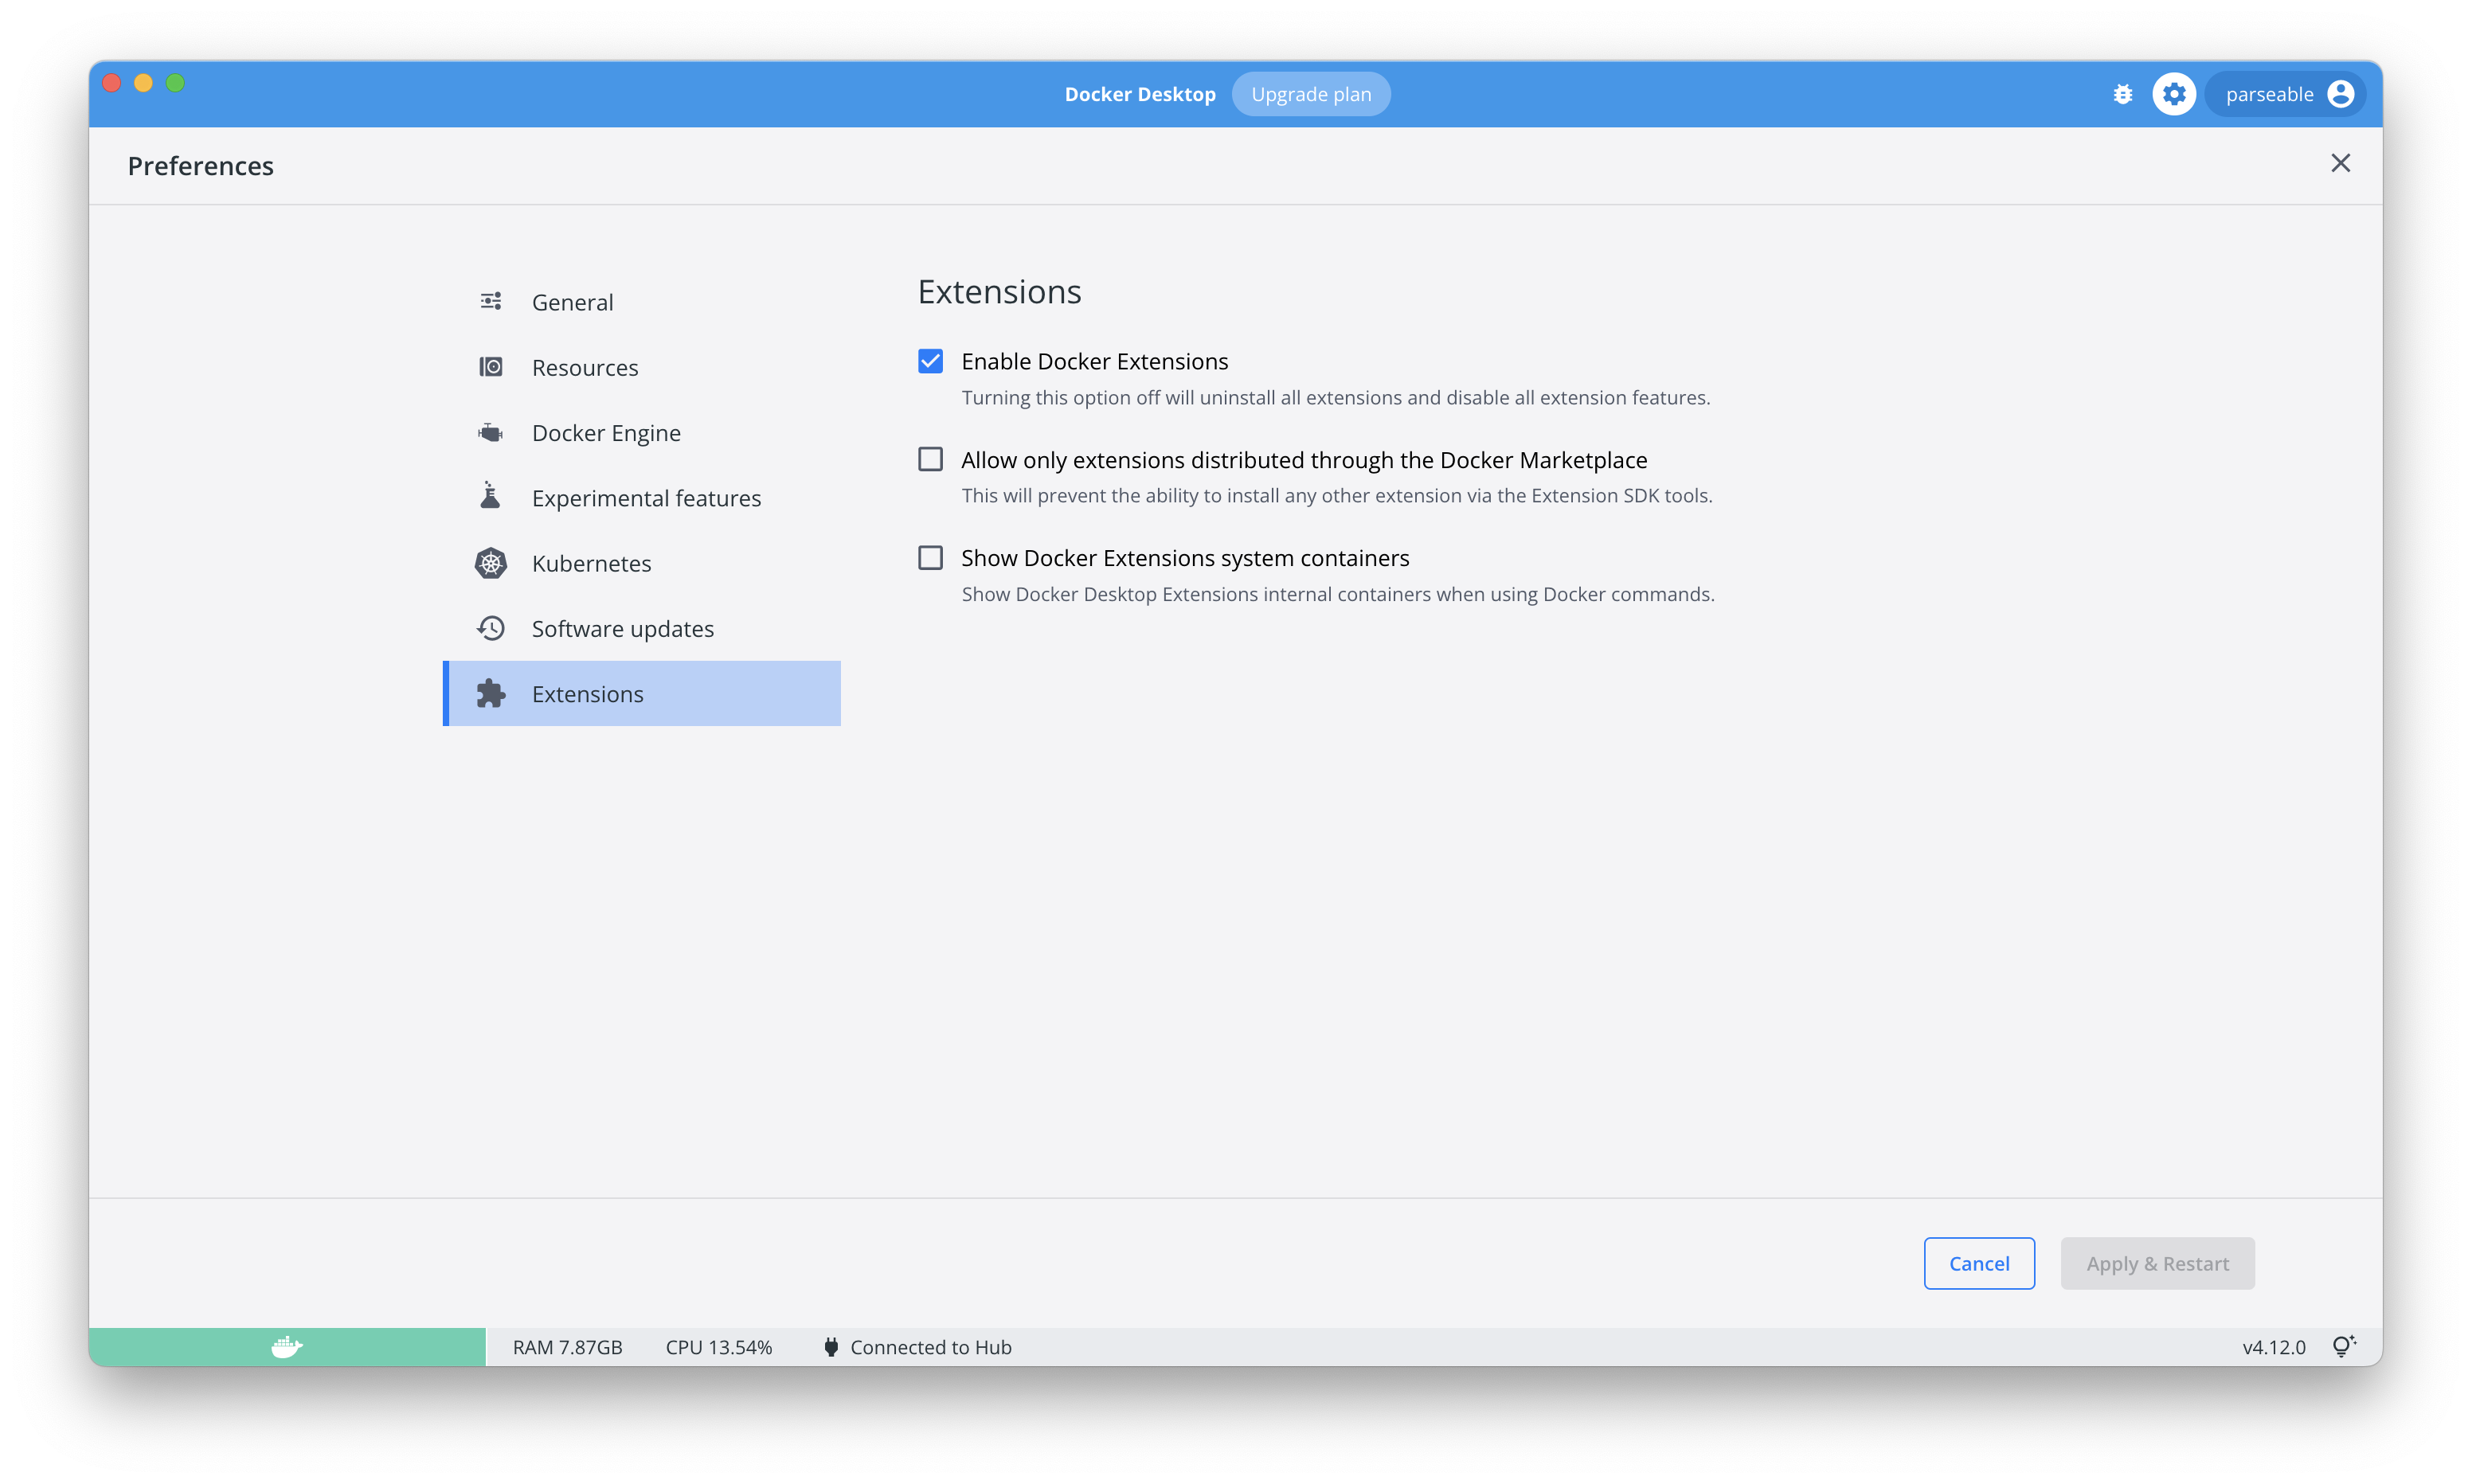 Docker Desktop Upgrade plan parseable
Preferences
General
Resources
Docker Engine
Experimental features
Kubernetes
Software updates
Extensions
Extensions
Enable Docker Extensions
Turning this option off will uninstall all extensions and disable all extension features.
Allow only extensions distributed through the Docker Marketplace
This will prevent the ability to install any other extension via the Extension SDK tools.
Show Docker Extensions system containers
Show Docker Desktop Extensions internal containers when using Docker commands.
Cancel Apply & Restart
RAM 7.87GB CPU 13.54% Connected to Hub v4.12.0